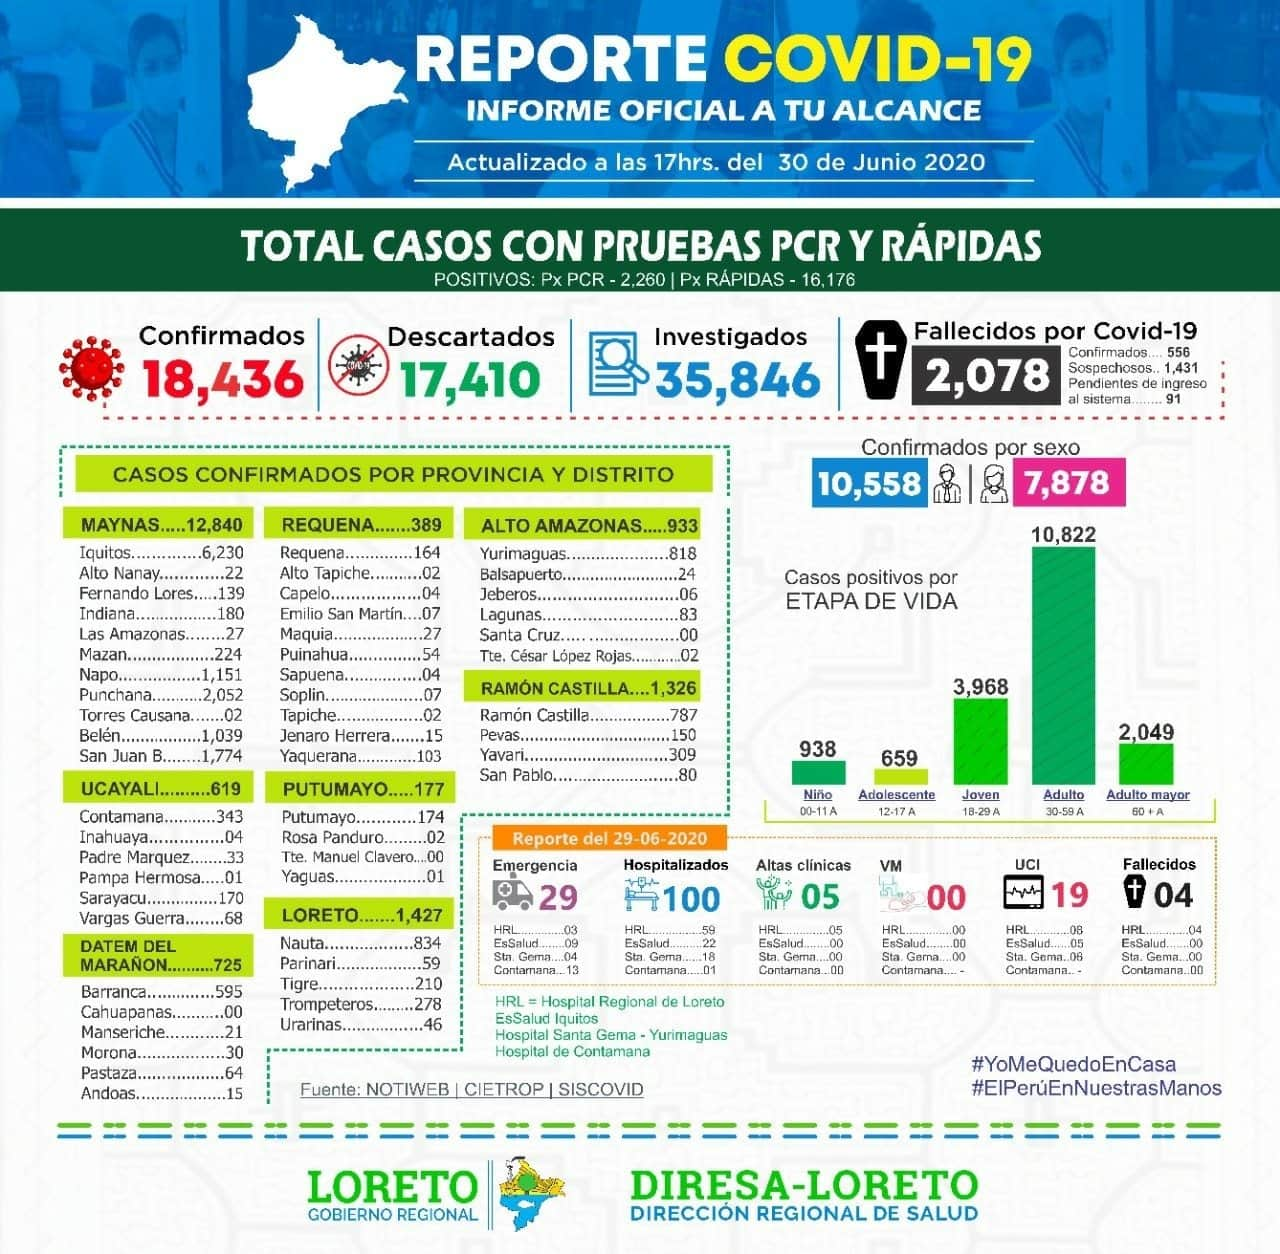 REPORTE COVID-19
INFORME OFICIAL A TU ALCANCE
Actualizado a las 17hrs. del 30 de Junio 2020
TOTAL CASOS CON PRUEBAS PCR Y RÁPIDAS
POSITIVOS: Px PCR - 2,260 | Px RÁPIDAS - 16,176
Confirmados
18,436
Descartados
17,410
Investigados
35,846
Fallecidos por Covid-19
2,078
Confirmados.... 556
Sospechosos.. 1,431
Pendientes de ingreso
al sistema........ 91
CASOS CONFIRMADOS POR PROVINCIA Y DISTRITO
MAYNAS.....12,840
Iquitos.............6,230
Alto Nanay............22
Fernando Lores.....139
Indiana................180
Las Amazonas.......27
Mazan.................224
Napo................1,151
Punchana..........2,052
Torres Causana......02
Belén................1,039
San Juan B........1,774
UCAYALI.........619
Contamana...........343
Inahuaya..............04
Padre Marquez......33
Pampa Hermosa....01
Sarayacu.............170
Vargas Guerra.......68
DATEM DEL
MARAÑON.........725
Barranca..............595
Cahuapanas..........00
Manseriche...........21
Morona................30
Pastaza................64
Andoas.................15
REQUENA.......389
Requena.............164
Alto Tapiche..........02
Capelo.................04
Emilio San Martín...07
Maquia.................27
Puinahua..............54
Sapuena...............04
Soplin..................07
Tapiche................02
Jenaro Herrera......15
Yaquerana...........103
PUTUMAYO.....177
Putumayo............174
Rosa Panduro........02
Tte. Manuel Clavero...00
Yaguas.................01
LORETO.......1,427
Nauta..................834
Parinari................59
Tigre...................210
Trompeteros........278
Urarinas...............46
ALTO AMAZONAS....933
Yurimaguas...................818
Balsapuerto....................24
Jeberos..........................06
Lagunas.........................83
Santa Cruz.....................00
Tte. César López Rojas...........02
RAMÓN CASTILLA....1,326
Ramón Castilla..............787
Pevas...........................150
Yavari...........................309
San Pablo......................80
Confirmados por sexo
10,558
7,878
Casos positivos por
ETAPA DE VIDA
938
659
3,968
10,822
2,049
Niño
Adolescente
Joven
Adulto
Adulto mayor
00-11 A
12-17 A
18-29 A
30-59 A
60 + A
Reporte del 29-06-2020
Emergencia
29
HRL............03
EsSalud.......09
Sta. Gema....04
Contamana...13
Hospitalizados
100
HRL..............59
EsSalud........22
Sta. Gema.....18
Contamana....01
Altas clínicas
05
HRL.............05
EsSalud.......00
Sta. Gema....00
Contamana...00
VM
00
HRL.............00
EsSalud.......00
Sta. Gema....00
Contamana.... -
UCI
19
HRL............08
EsSalud.......05
Sta. Gema....06
Contamana.. -
Fallecidos
04
HRL.............04
EsSalud.......00
Sta. Gema....00
Contamana..00
HRL = Hospital Regional de Loreto
EsSalud Iquitos
Hospital Santa Gema - Yurimaguas
Hospital de Contamana
Fuente: NOTIWEB | CIETROP | SISCOVID
#YoMeQuedoEnCasa
#ElPerúEnNuestrasManos
LORETO
GOBIERNO REGIONAL
DIRESA-LORETO
DIRECCIÓN REGIONAL DE SALUD